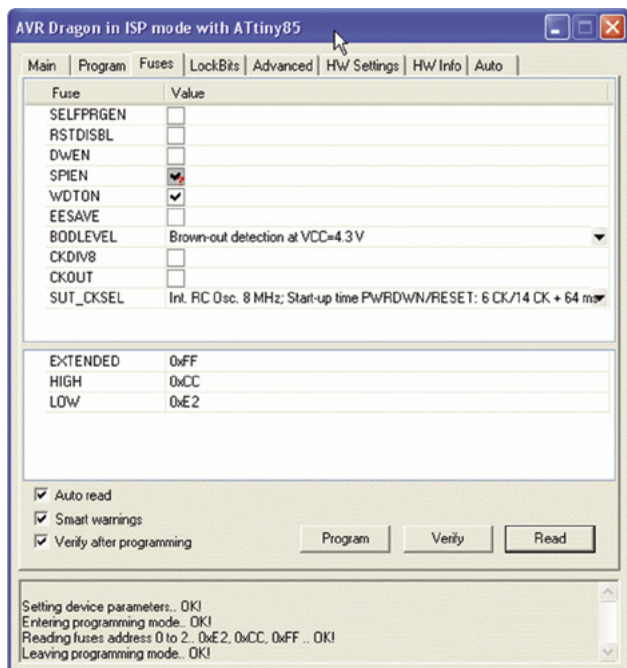 AVR Dragon in ISP mode with ATtiny85
Main Program Fuses LockBits Advanced HW Settings HW Info Auto
Fuse Value
SELFPRGEN
RSTDISBL
DWEN
SPIEN
WDTON
EESAVE
BODLEVEL Brown-out detection at VCC=4.3 V
CKDIV8
CKOUT
SUT_CKSEL Int. RC Osc. 8 MHz; Start-up time PWRDWN/RESET: 6 CK/14 CK + 64 ms
EXTENDED 0xFF
HIGH 0xCC
LOW 0xE2
Auto read
Smart warnings
Verify after programming
Program Verify Read
Setting device parameters.. OK!
Entering programming mode.. OK!
Reading fuses address 0 to 2.. 0xE2, 0xCC, 0xFF .. OK!
Leaving programming mode.. OK!